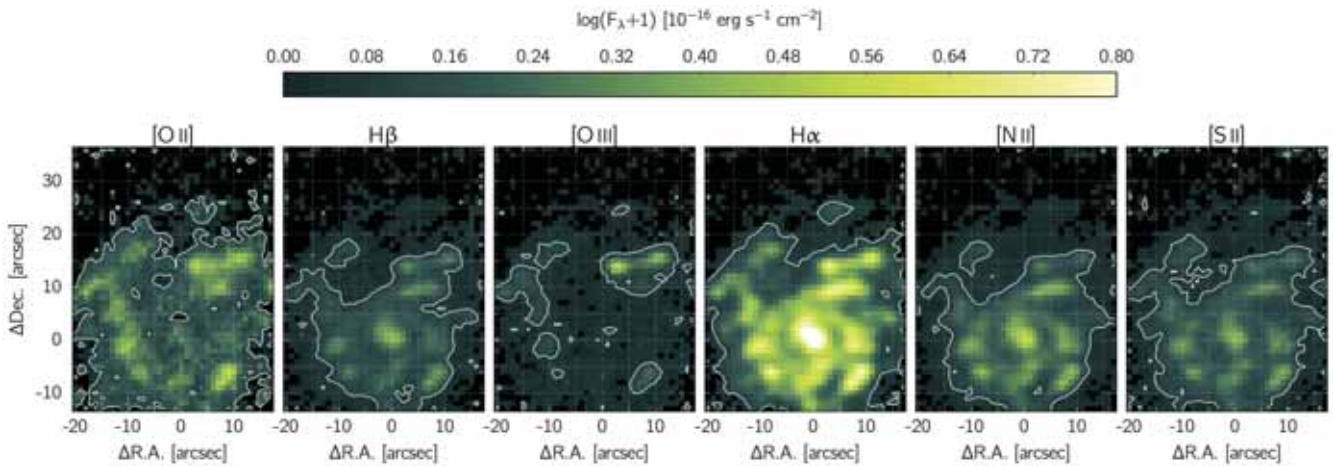 log(Fλ+1) [10⁻¹⁶ erg s⁻¹ cm⁻²]
0.00 0.08 0.16 0.24 0.32 0.40 0.48 0.56 0.64 0.72 0.80
[O II] Hβ [O III] Hα [N II] [S II]
ΔDec. [arcsec]
30
20
10
0
-10
-20 -10 0 10 -20 -10 0 10 -20 -10 0 10 -20 -10 0 10 -20 -10 0 10 -20 -10 0 10
ΔR.A. [arcsec] ΔR.A. [arcsec] ΔR.A. [arcsec] ΔR.A. [arcsec] ΔR.A. [arcsec] ΔR.A. [arcsec]